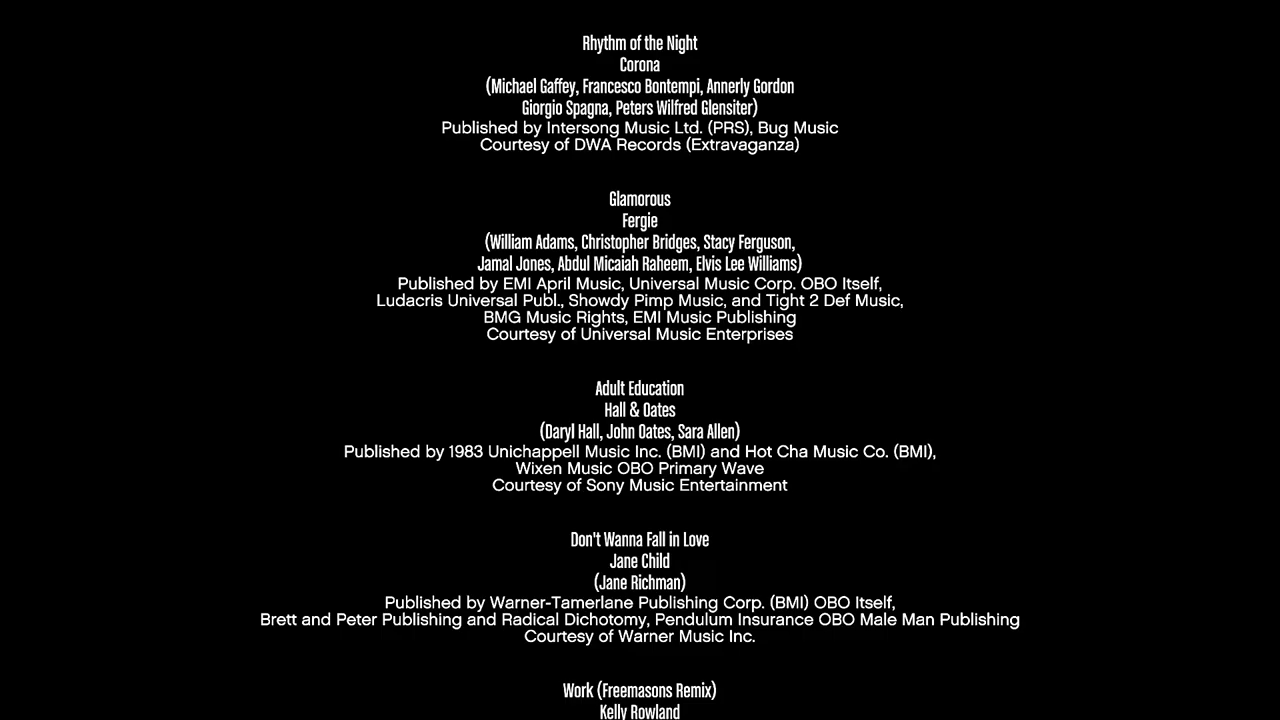 Rhythm of the Night
Corona
(Michael Gaffey, Francesco Bontempi, Annerly Gordon
Giorgio Spagna, Peters Wilfred Glensiter)
Published by Intersong Music Ltd. (PRS), Bug Music
Courtesy of DWA Records (Extravaganza)
Glamorous
Fergie
(William Adams, Christopher Bridges, Stacy Ferguson,
Jamal Jones, Abdul Micaiah Raheem, Elvis Lee Williams)
Published by EMI April Music, Universal Music Corp. OBO Itself,
Ludacris Universal Publ., Showdy Pimp Music, and Tight 2 Def Music,
BMG Music Rights, EMI Music Publishing
Courtesy of Universal Music Enterprises
Adult Education
Hall & Oates
(Daryl Hall, John Oates, Sara Allen)
Published by 1983 Unichappell Music Inc. (BMI) and Hot Cha Music Co. (BMI),
Wixen Music OBO Primary Wave
Courtesy of Sony Music Entertainment
Don't Wanna Fall in Love
Jane Child
(Jane Richman)
Published by Warner-Tamerlane Publishing Corp. (BMI) OBO Itself,
Brett and Peter Publishing and Radical Dichotomy, Pendulum Insurance OBO Male Man Publishing
Courtesy of Warner Music Inc.
Work (Freemasons Remix)
Kelly Rowland